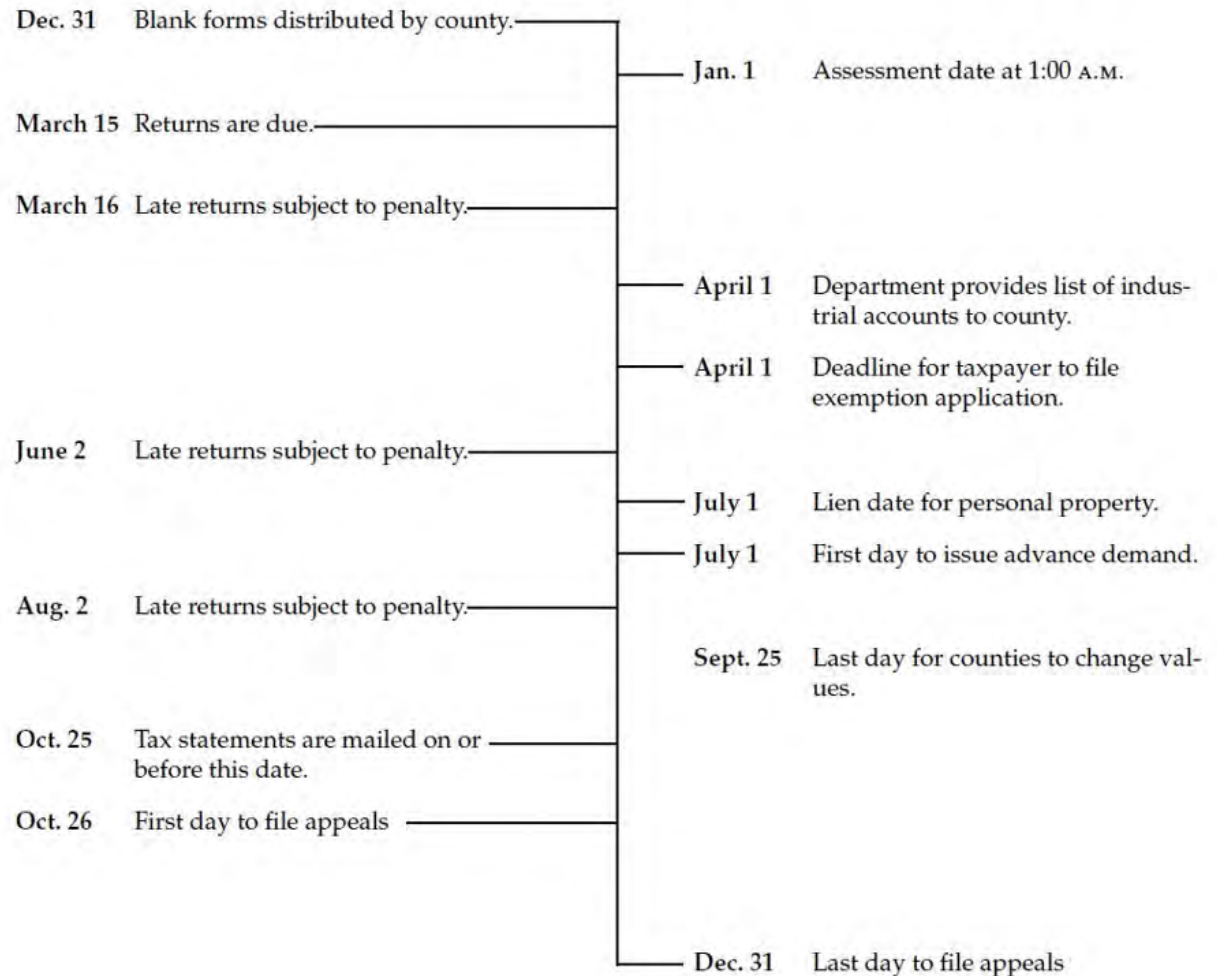 Dec. 31 Blank forms distributed by county.
Jan. 1 Assessment date at 1:00 A.M.
March 15 Returns are due.
March 16 Late returns subject to penalty.
April 1 Department provides list of indus-
trial accounts to county.
April 1 Deadline for taxpayer to file
exemption application.
June 2 Late returns subject to penalty.
July 1 Lien date for personal property.
July 1 First day to issue advance demand.
Aug. 2 Late returns subject to penalty.
Sept. 25 Last day for counties to change val-
ues.
Oct. 25 Tax statements are mailed on or
before this date.
Oct. 26 First day to file appeals
Dec. 31 Last day to file appeals